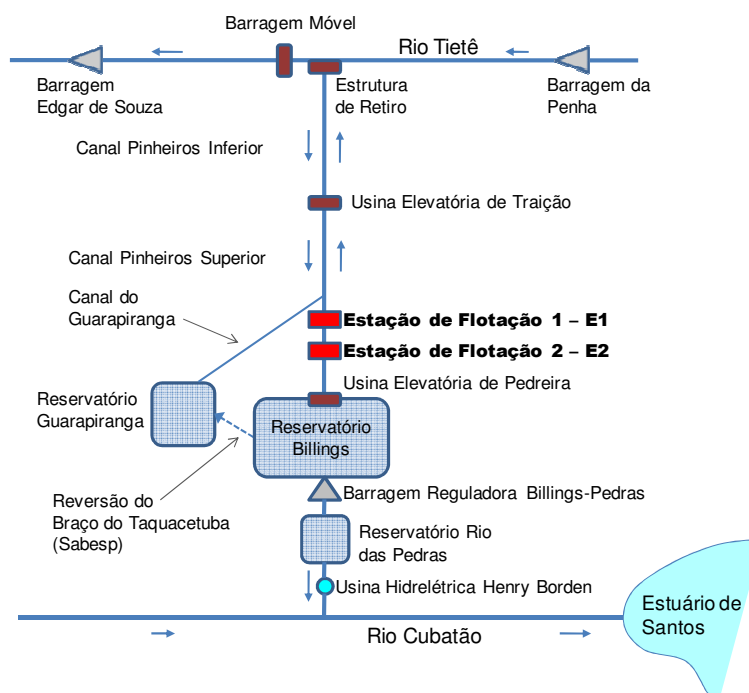 Barragem Móvel
Rio Tietê
Barragem
Edgar de Souza
Estrutura
de Retiro
Barragem da
Penha
Canal Pinheiros Inferior
Usina Elevatória de Traição
Canal Pinheiros Superior
Canal do
Guarapiranga
Estação de Flotação 1 – E1
Estação de Flotação 2 – E2
Usina Elevatória de Pedreira
Reservatório
Guarapiranga
Reservatório
Billings
Barragem Reguladora Billings-Pedras
Reversão do
Braço do Taquacetuba
(Sabesp)
Reservatório Rio
das Pedras
Usina Hidrelétrica Henry Borden
Estuário de
Santos
Rio Cubatão